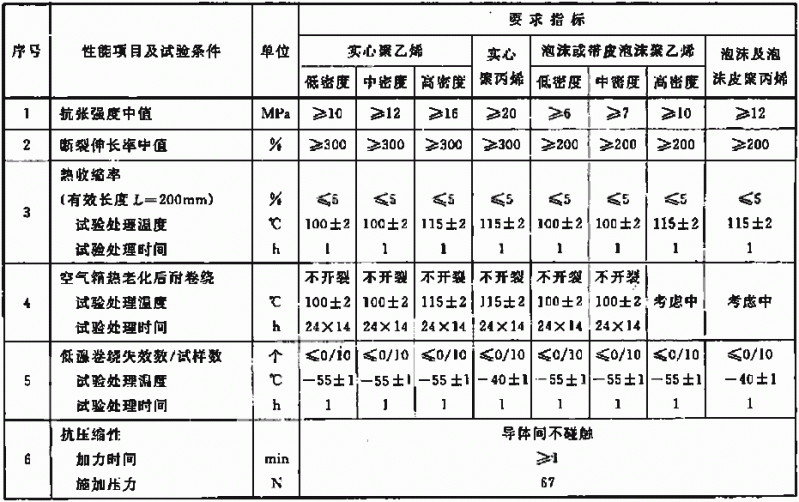 序号 性能项目及试验条件 单位 要求指标
实心聚乙烯 实心聚丙烯 泡沫或带皮泡沫聚乙烯 泡沫及泡沫皮聚丙烯
低密度 中密度 高密度 低密度 中密度 高密度
1 抗张强度中值 MPa ≥10 ≥12 ≥16 ≥20 ≥6 ≥7 ≥10 ≥12
2 断裂伸长率中值 % ≥300 ≥300 ≥300 ≥300 ≥200 ≥200 ≥200 ≥200
3 热收缩率
(有效长度L=200mm) % ≤5 ≤5 ≤5 ≤5 ≤5 ≤5 ≤5 ≤5
试验处理温度 ℃ 100±2 100±2 115±2 115±2 100±2 100±2 115±2 115±2
试验处理时间 h 1 1 1 1 1 1 1 1
4 空气箱热老化后耐卷绕 不开裂 不开裂 不开裂 不开裂 不开裂 不开裂
试验处理温度 ℃ 100±2 100±2 115±2 115±2 100±2 100±2 考虑中 考虑中
试验处理时间 h 24×14 24×14 24×14 24×14 24×14 24×14
5 低温卷绕失效数/试样数 个 ≤0/10 ≤0/10 ≤0/10 ≤0/10 ≤0/10 ≤0/10 ≤0/10 ≤0/10
试验处理温度 ℃ -55±1 -55±1 -55±1 -40±1 -55±1 -55±1 -55±1 -40±1
试验处理时间 h 1 1 1 1 1 1 1 1
6 抗压缩性 导体间不碰触
加力时间 min ≥1
施加压力 N 67